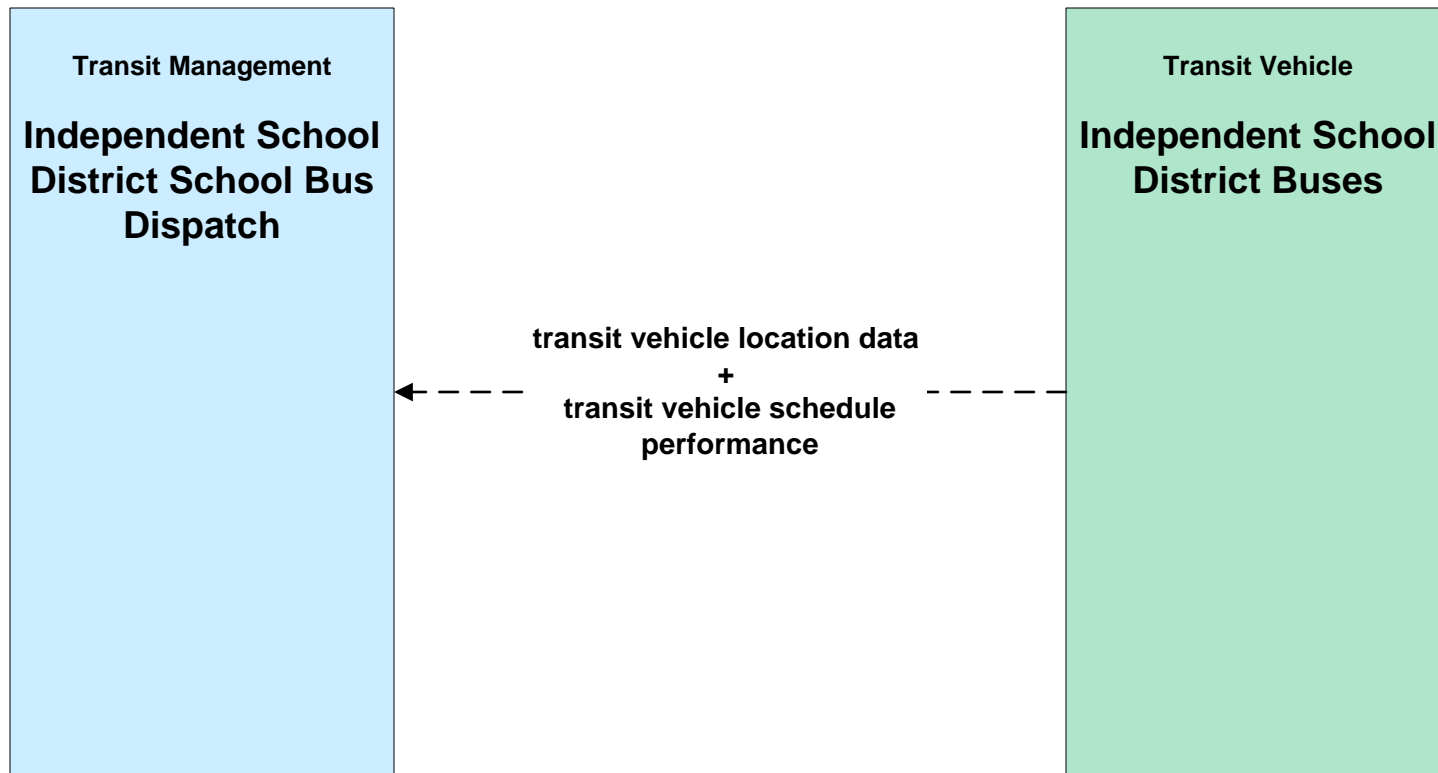 Transit Management
Independent School
District School Bus
Dispatch
transit vehicle location data
+
transit vehicle schedule
performance
Transit Vehicle
Independent School
District Buses